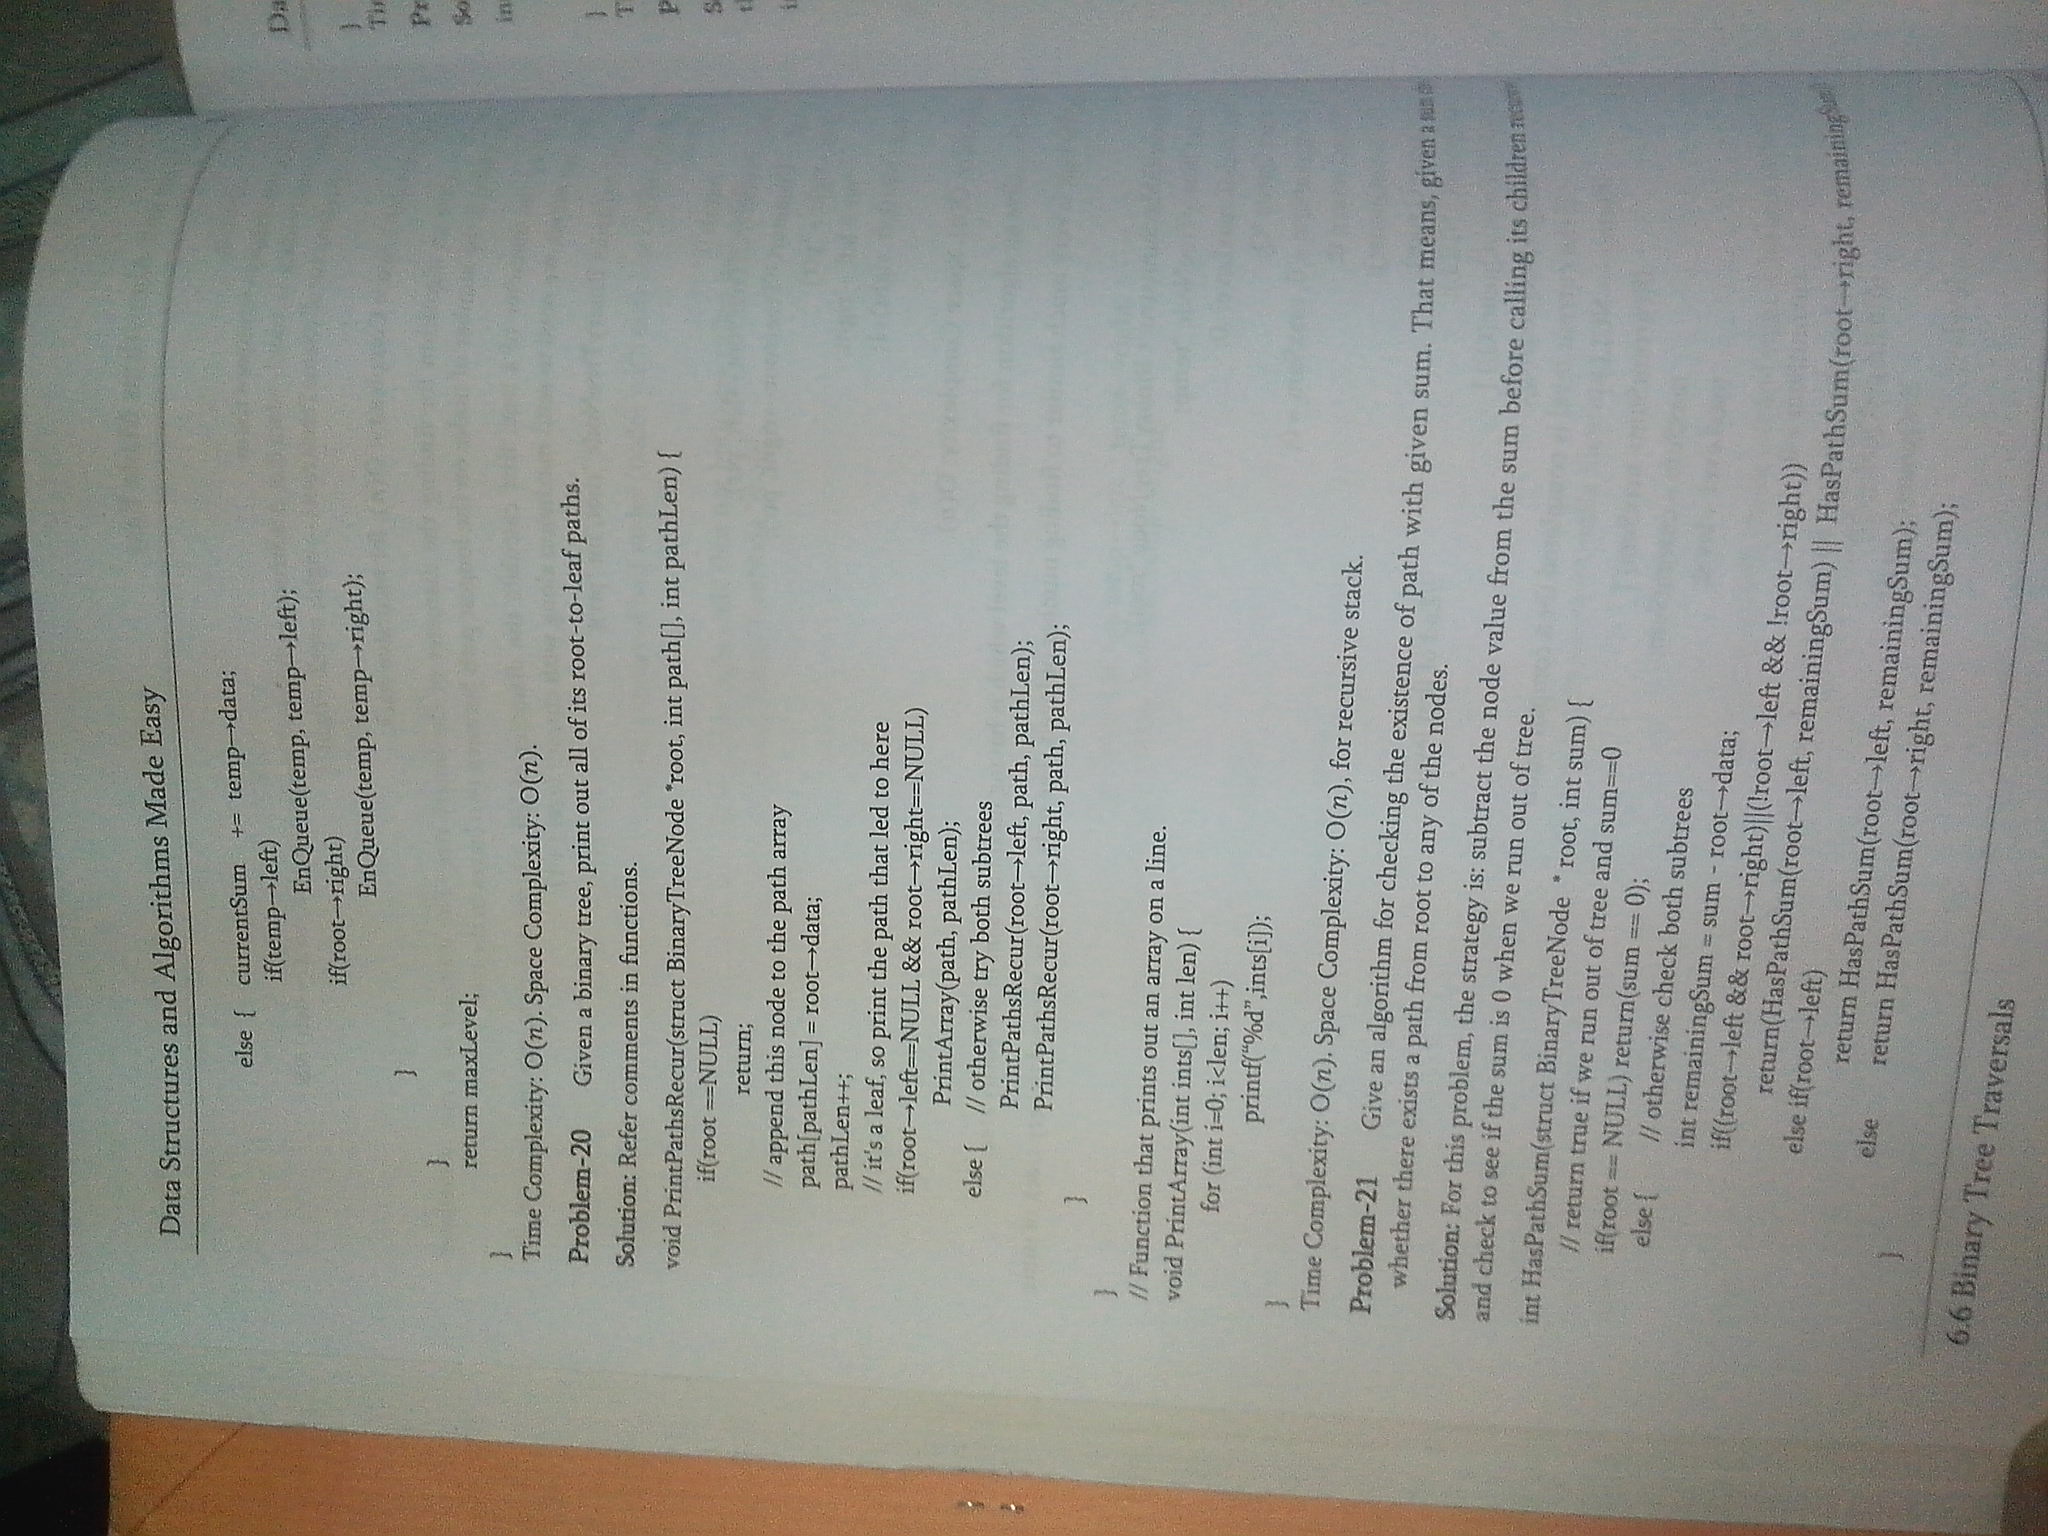 Data Structures and Algorithms Made Easy
else { currentSum += temp→data;
if(temp→left)
EnQueue(temp, temp→left);
if(root→right)
EnQueue(temp, temp→right);
}
}
return maxLevel;
}
Time Complexity: O(n). Space Complexity: O(n).
Problem-20 Given a binary tree, print out all of its root-to-leaf paths.
Solution: Refer comments in functions.
void PrintPathsRecur(struct BinaryTreeNode *root, int path[], int pathLen) {
if(root ==NULL)
return;
// append this node to the path array
path[pathLen] = root→data;
pathLen++;
// it's a leaf, so print the path that led to here
if(root→left==NULL && root→right==NULL)
PrintArray(path, pathLen);
else { // otherwise try both subtrees
PrintPathsRecur(root→left, path, pathLen);
PrintPathsRecur(root→right, path, pathLen);
}
}
// Function that prints out an array on a line.
void PrintArray(int ints[], int len) {
for (int i=0; i<len; i++)
printf(“%d”,ints[i]);
}
Time Complexity: O(n). Space Complexity: O(n), for recursive stack.
Problem-21 Give an algorithm for checking the existence of path with given sum. That means, given a sum
whether there exists a path from root to any of the nodes.
Solution: For this problem, the strategy is: subtract the node value from the sum before calling its children
and check to see if the sum is 0 when we run out of tree.
int HasPathSum(struct BinaryTreeNode * root, int sum) {
// return true if we run out of tree and sum==0
if(root == NULL) return(sum == 0);
else { // otherwise check both subtrees
int remainingSum = sum - root→data;
if((root→left && root→right)||(!root→left && !root→right))
return(HasPathSum(root→left, remainingSum) || HasPathSum(root→right, remainingSum)
else if(root→left)
return HasPathSum(root→left, remainingSum);
else return HasPathSum(root→right, remainingSum);
}
6.6 Binary Tree Traversals